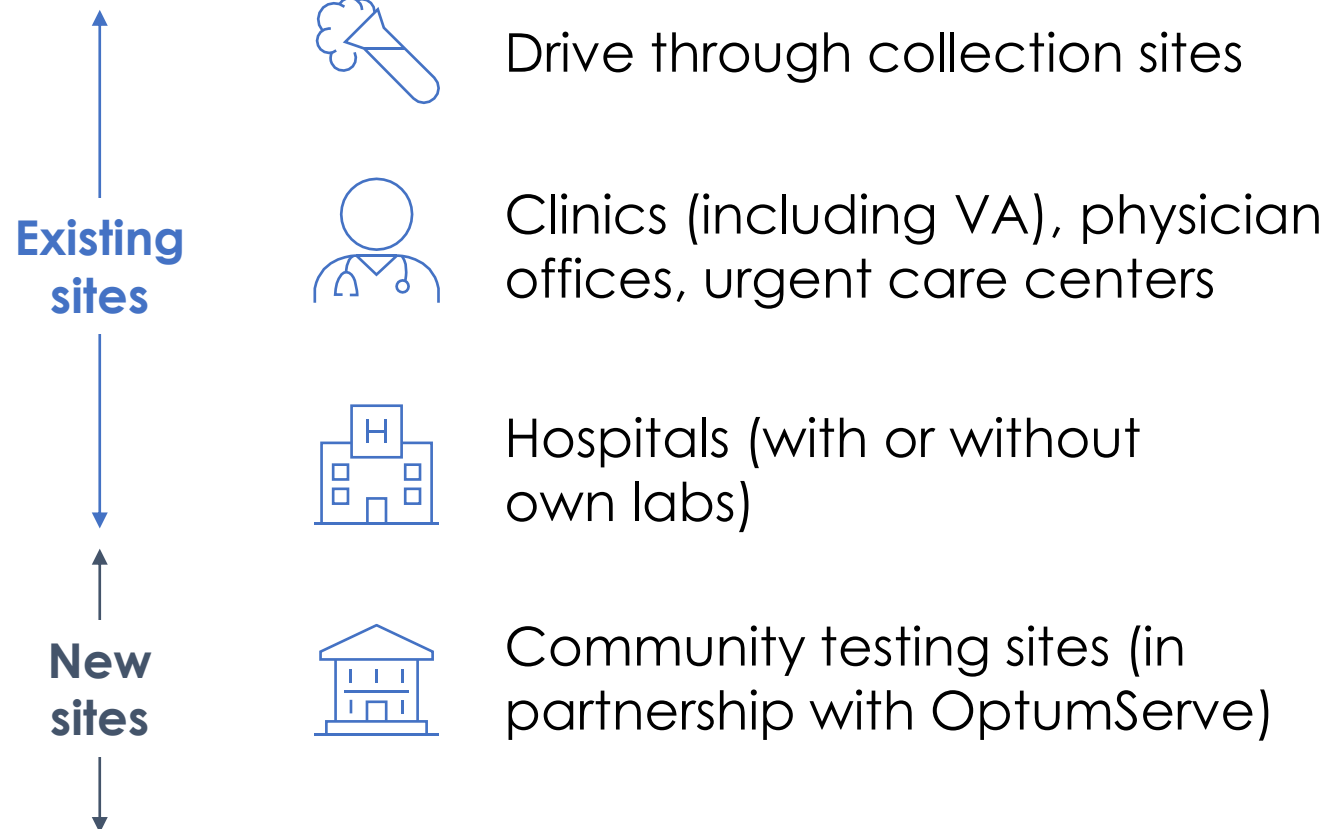 Drive through collection sites
Existing
sites
Clinics (including VA), physician
offices, urgent care centers
H
Hospitals (with or without
own labs)
New
sites
Community testing sites (in
partnership with OptumServe)